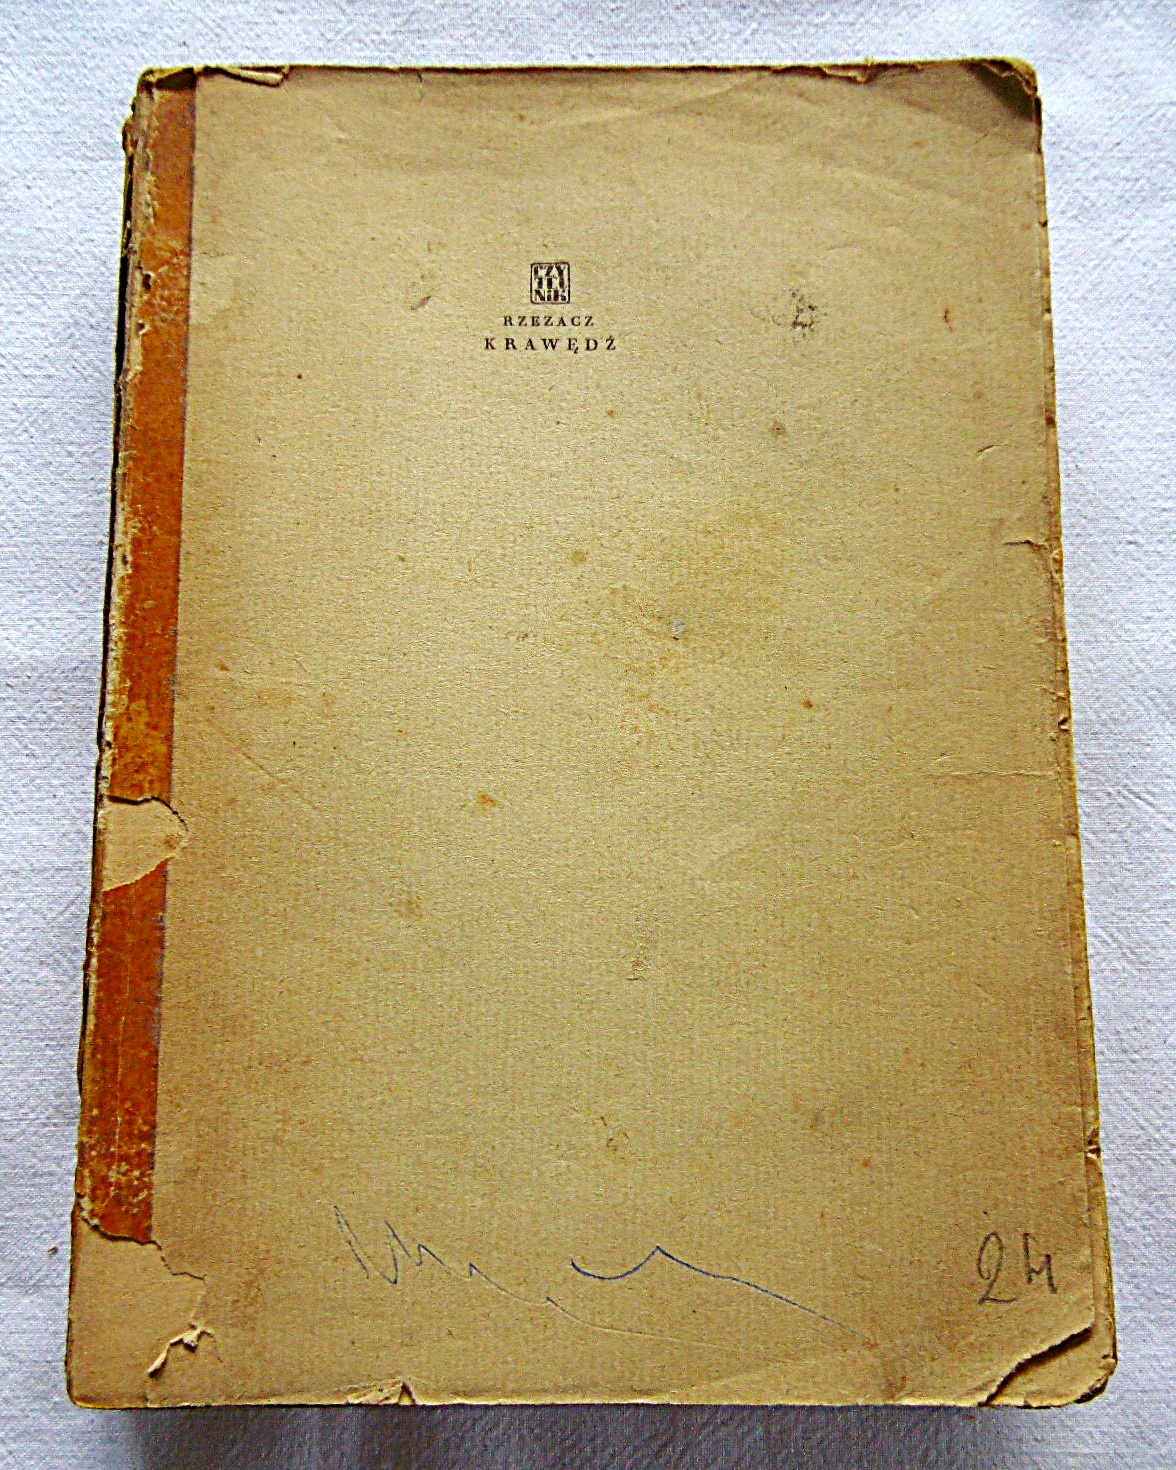 CZY
TEL
NIK
RZEZACZ
KRAWĘDŹ
24